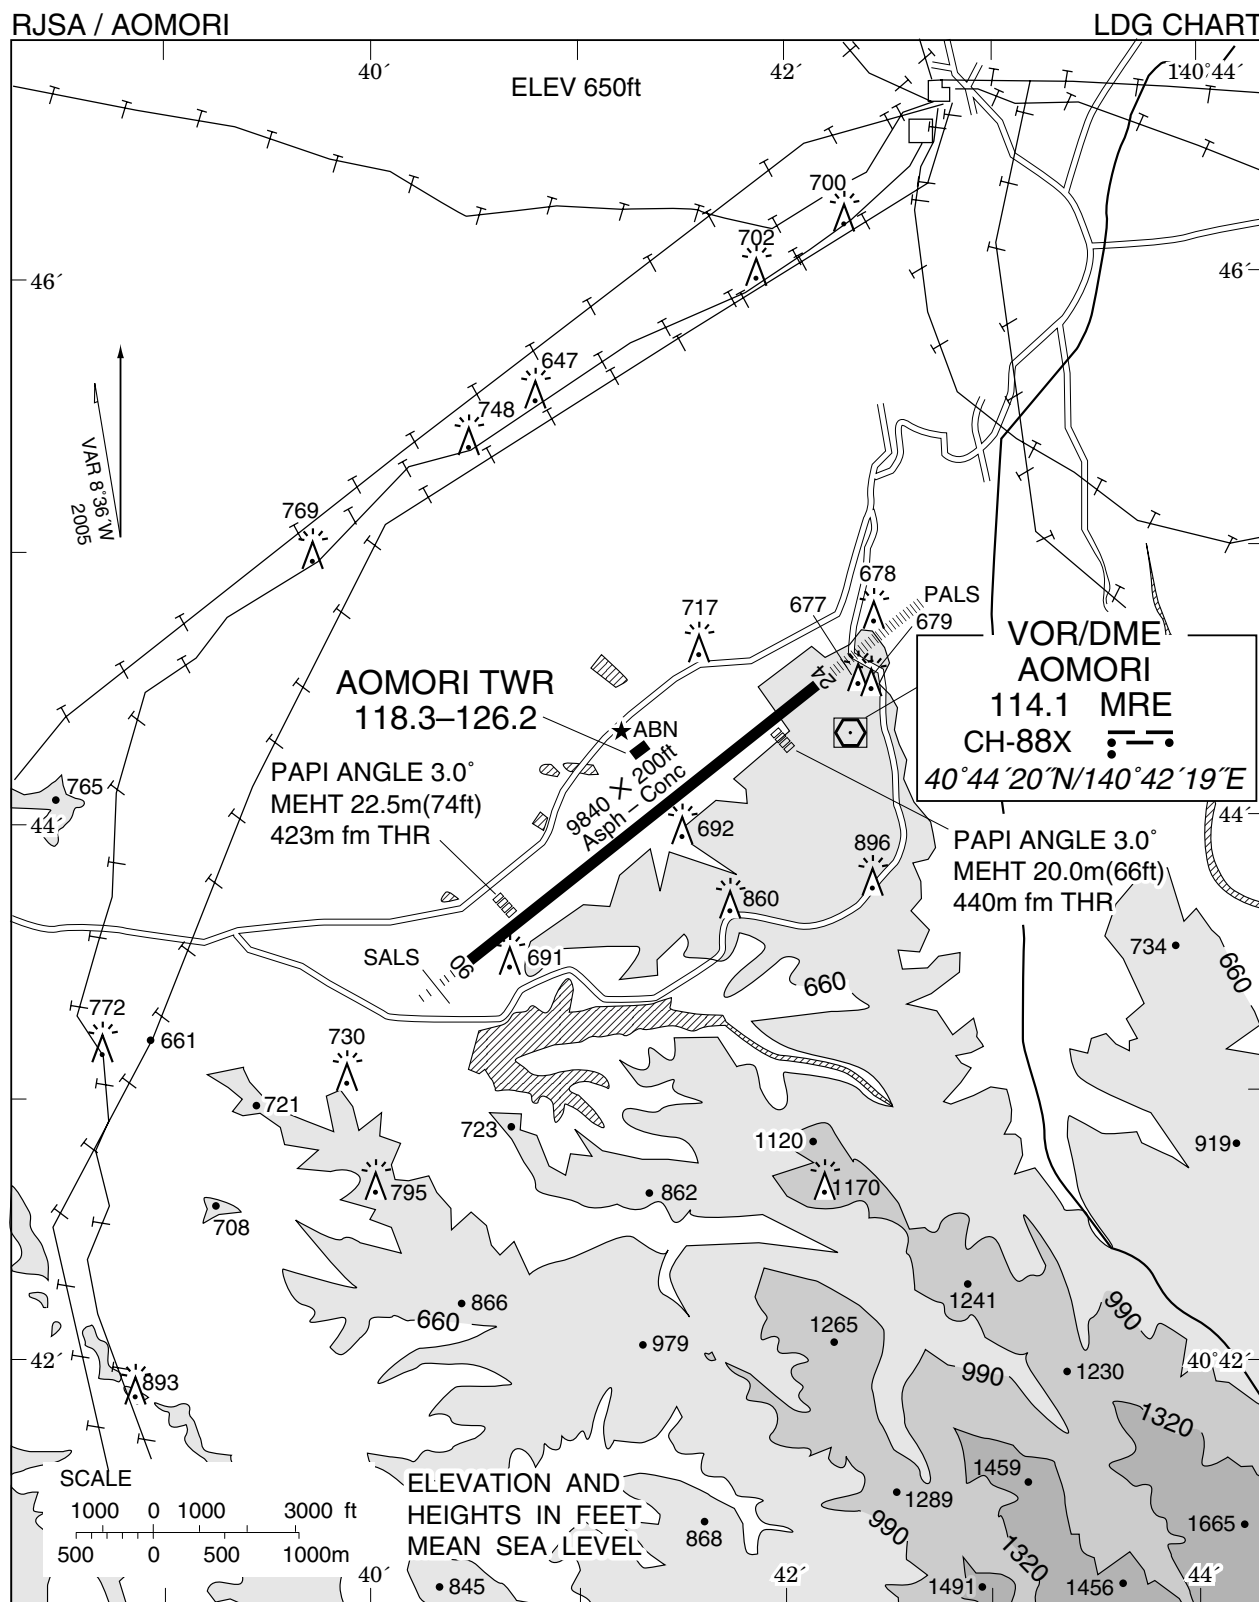 RJSA / AOMORI
LDG CHART
40´
42´
140°44´
ELEV 650ft
700
702
46´
46´
647
748
VAR 8°36´W
2005
769
678
717
677
PALS
679
24
VOR/DME
AOMORI
114.1 MRE
CH-88X
40°44´20˝N/140°42´19˝E
AOMORI TWR
118.3–126.2
ABN
9840 × 200ft
Asph – Conc
PAPI ANGLE 3.0°
MEHT 22.5m(74ft)
423m fm THR
765
44´
692
896
PAPI ANGLE 3.0°
MEHT 20.0m(66ft)
440m fm THR
860
734
660
SALS
06
691
660
772
661
730
721
723
1120
919
795
862
1170
708
866
660
1241
990
979
1265
42´
893
990
1230
40°42´
1320
SCALE
1000 0 1000 3000 ft
500 0 500 1000m
ELEVATION AND
HEIGHTS IN FEET
MEAN SEA LEVEL
1459
1289
868
990
1665
1320
40´
845
42´
1491
1456
44´